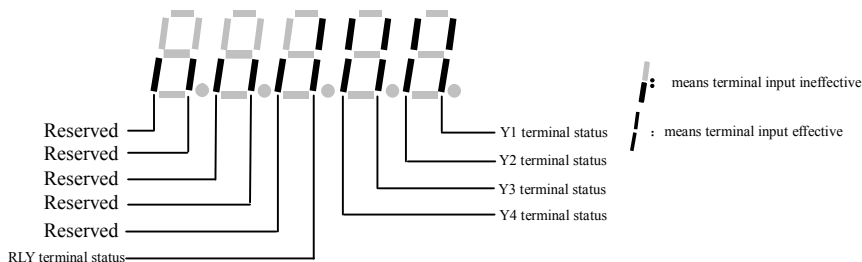 means terminal input ineffective
: means terminal input effective
Reserved
Reserved
Reserved
Reserved
Reserved
RLY terminal status
Y1 terminal status
Y2 terminal status
Y3 terminal status
Y4 terminal status